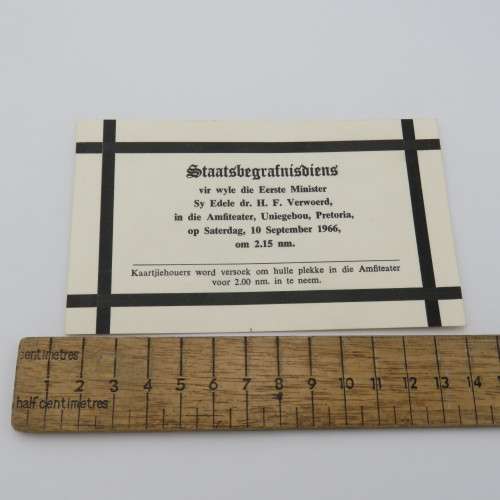 Staatsbegrafnisdiens
vir wyle die Eerste Minister
Sy Edele dr. H. F. Verwoerd,
in die Amfiteater, Uniegebou, Pretoria,
op Saterdag, 10 September 1966,
om 2.15 nm.
Kaartjiehouers word versoek om hulle plekke in die Amfiteater
voor 2.00 nm. in te neem.
centimetres
1 2 3 4 5 6 7 8 9 10 11 12 13 14
half centimetres